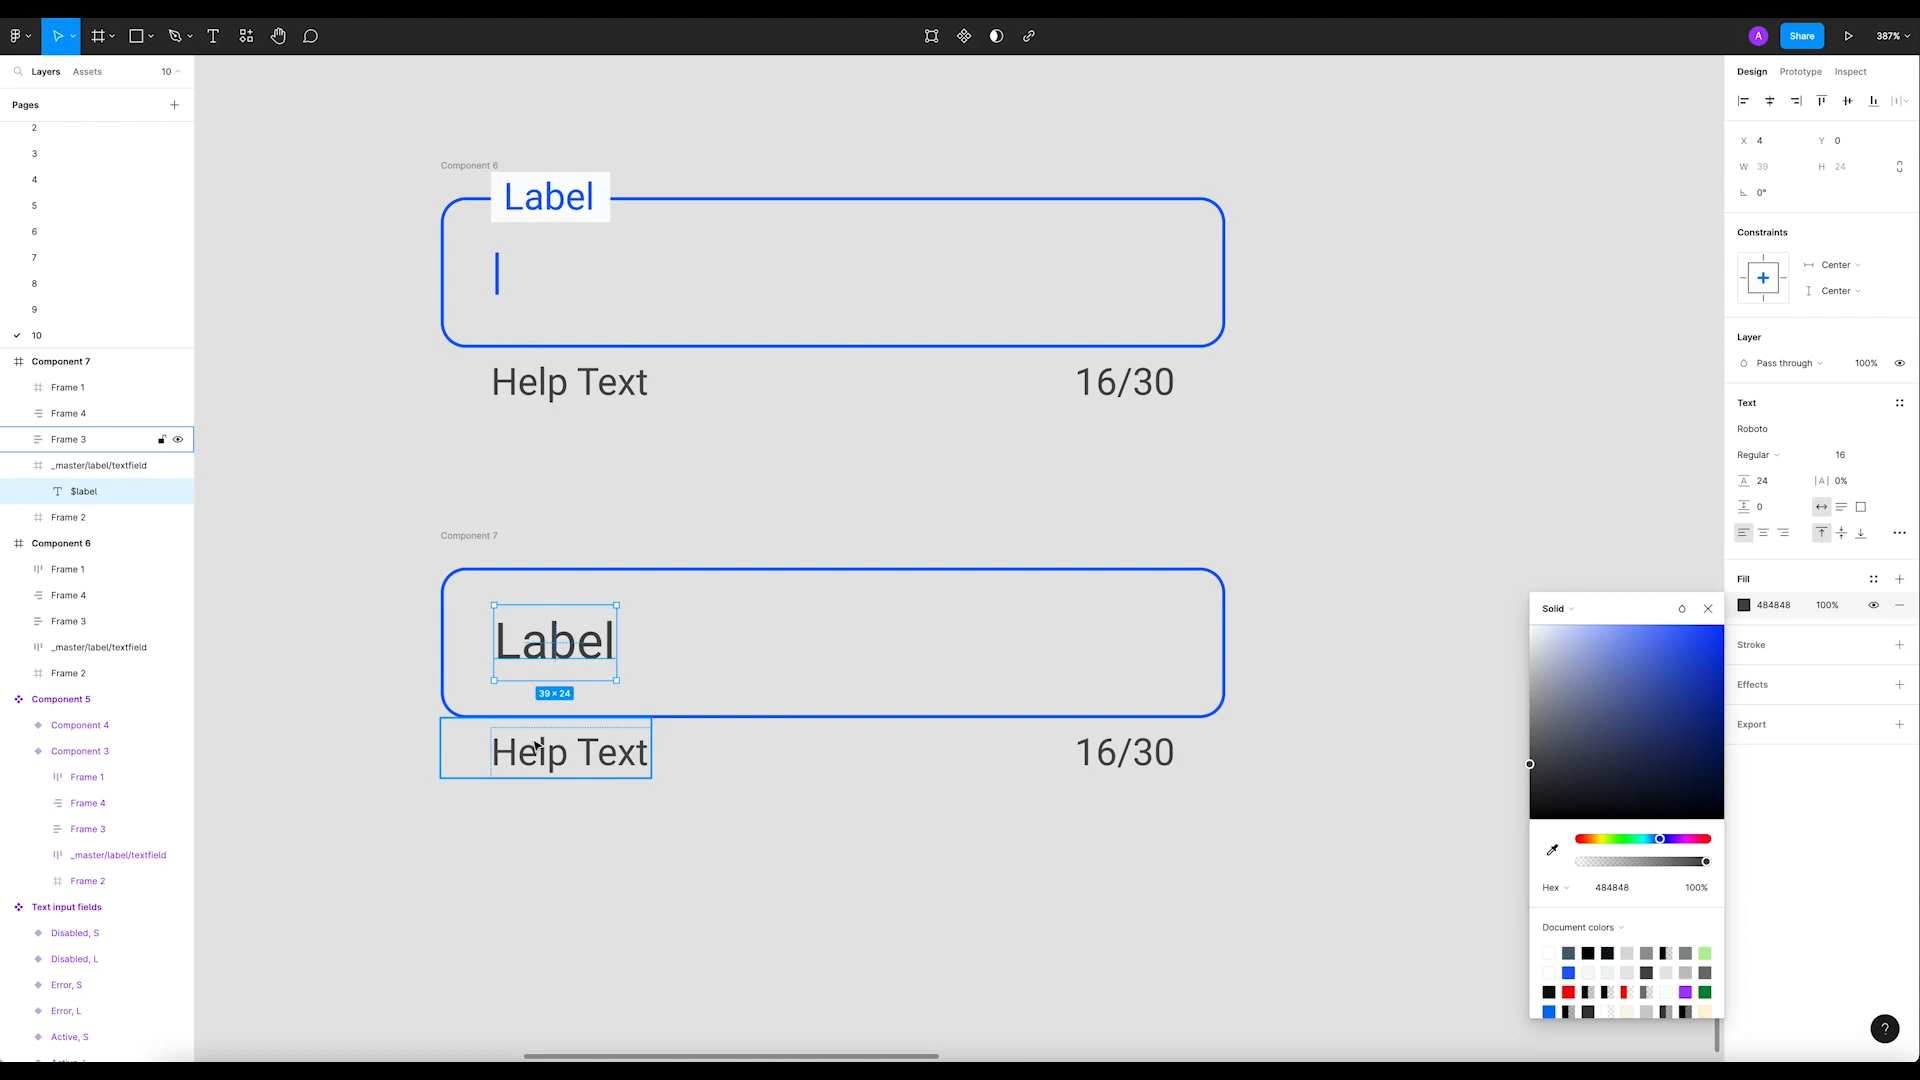 Share
387%
Layers
Assets
10
Pages
2
3
4
5
6
7
8
9
10
Component 7
Frame 1
Frame 4
Frame 3
_master/label/textfield
$label
Frame 2
Component 6
Frame 1
Frame 4
Frame 3
_master/label/textfield
Frame 2
Component 5
Component 4
Component 3
Frame 1
Frame 4
Frame 3
_master/label/textfield
Frame 2
Text input fields
Disabled, S
Disabled, L
Error, S
Error, L
Active, S
Component 6
Label
Help Text
16/30
Component 7
Label
39 × 24
Help Text
16/30
A
Design
Prototype
Inspect
X 4
Y 0
W 39
H 24
0°
Constraints
Center
Center
Layer
Pass through
100%
Text
Roboto
Regular
16
24
0%
0
Fill
484848
100%
Stroke
Effects
Export
Solid
Hex
484848
100%
Document colors
?